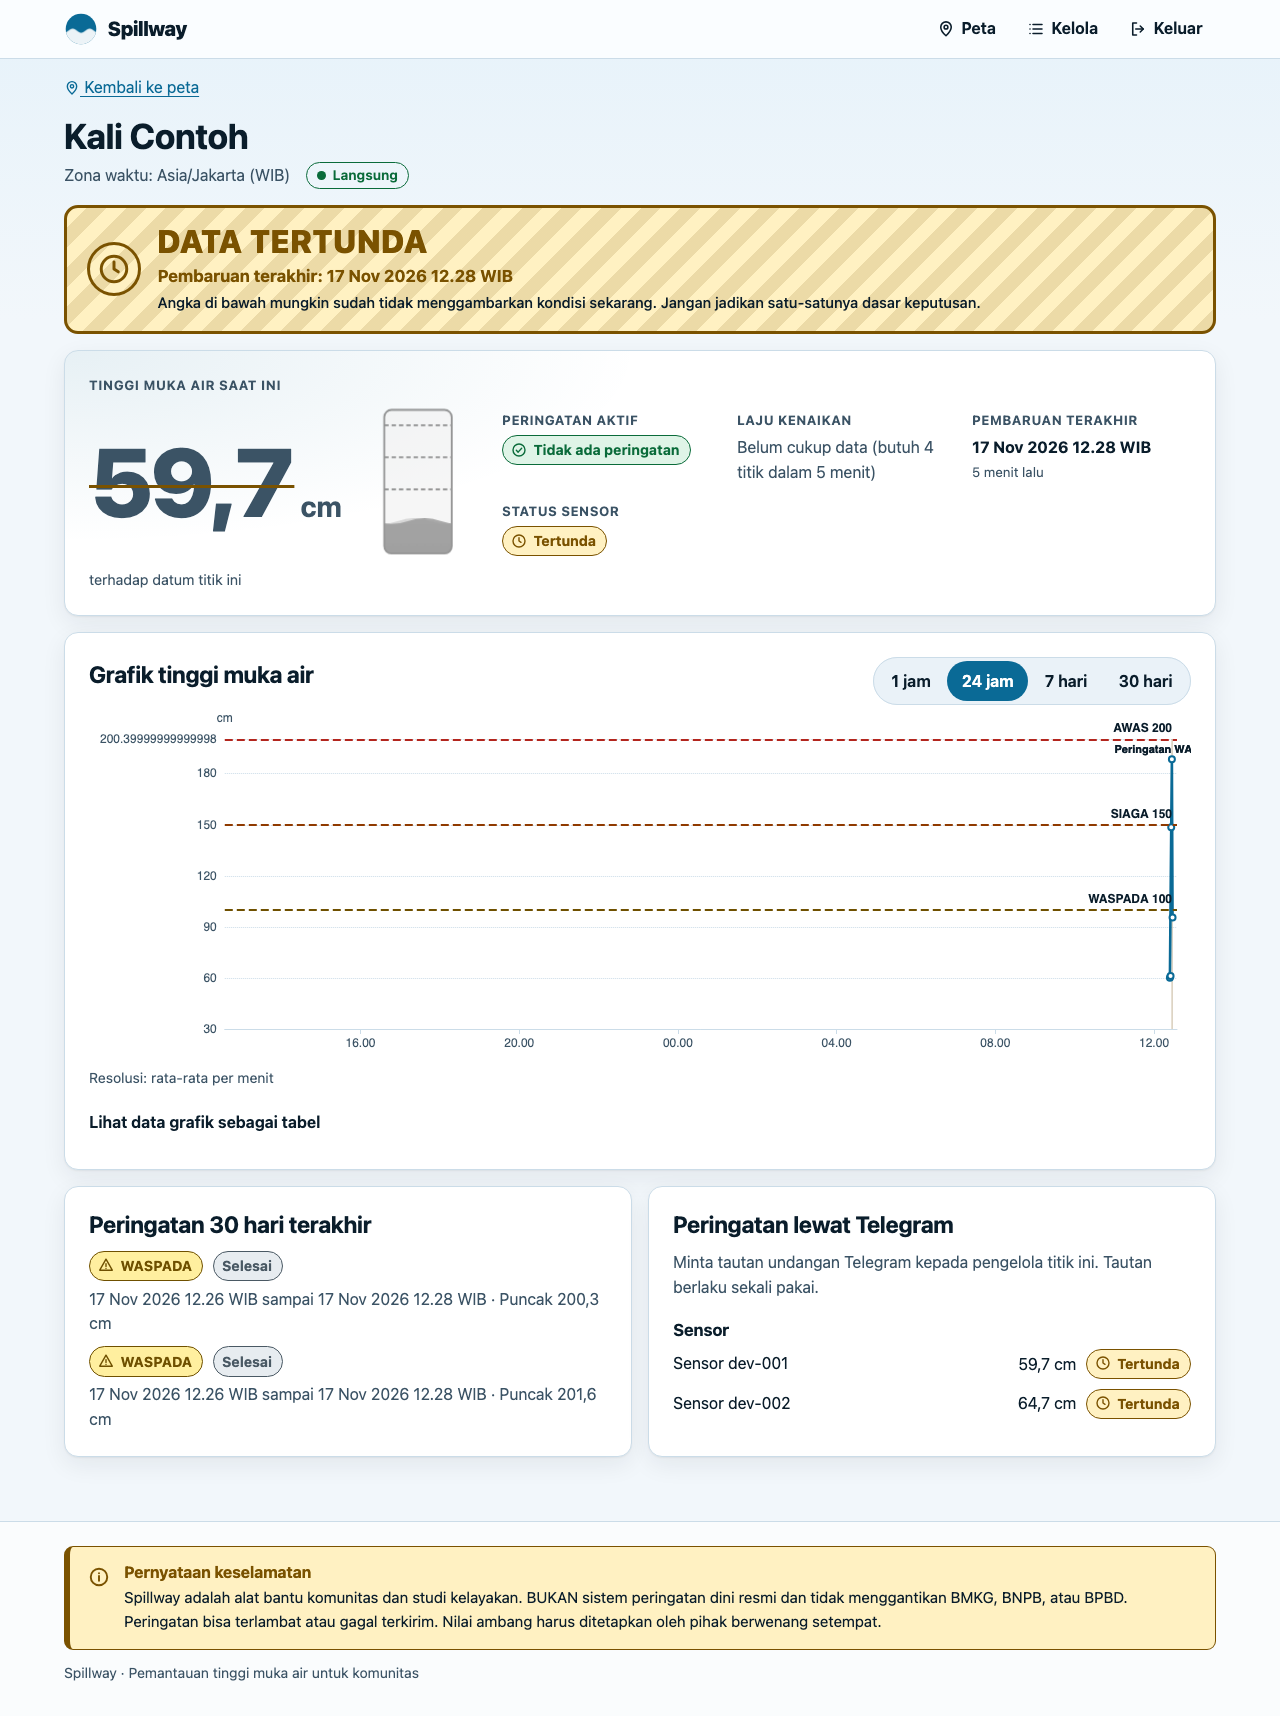 Spillway
Peta
Kelola
Keluar
Kembali ke peta
Kali Contoh
Zona waktu: Asia/Jakarta (WIB)
Langsung
DATA TERTUNDA
Pembaruan terakhir: 17 Nov 2026 12.28 WIB
Angka di bawah mungkin sudah tidak menggambarkan kondisi sekarang. Jangan jadikan satu-satunya dasar keputusan.
TINGGI MUKA AIR SAAT INI
59,7 cm
terhadap datum titik ini
PERINGATAN AKTIF
Tidak ada peringatan
LAJU KENAIKAN
Belum cukup data (butuh 4
titik dalam 5 menit)
PEMBARUAN TERAKHIR
17 Nov 2026 12.28 WIB
5 menit lalu
STATUS SENSOR
Tertunda
Grafik tinggi muka air
1 jam
24 jam
7 hari
30 hari
cm
AWAS 200
200.39999999999998
Peringatan WA
180
SIAGA 150
150
120
WASPADA 100
90
60
30
16.00
20.00
00.00
04.00
08.00
12.00
Resolusi: rata-rata per menit
Lihat data grafik sebagai tabel
Peringatan 30 hari terakhir
WASPADA
Selesai
17 Nov 2026 12.26 WIB sampai 17 Nov 2026 12.28 WIB · Puncak 200,3
cm
WASPADA
Selesai
17 Nov 2026 12.26 WIB sampai 17 Nov 2026 12.28 WIB · Puncak 201,6
cm
Peringatan lewat Telegram
Minta tautan undangan Telegram kepada pengelola titik ini. Tautan
berlaku sekali pakai.
Sensor
Sensor dev-001
59,7 cm
Tertunda
Sensor dev-002
64,7 cm
Tertunda
Pernyataan keselamatan
Spillway adalah alat bantu komunitas dan studi kelayakan. BUKAN sistem peringatan dini resmi dan tidak menggantikan BMKG, BNPB, atau BPBD.
Peringatan bisa terlambat atau gagal terkirim. Nilai ambang harus ditetapkan oleh pihak berwenang setempat.
Spillway · Pemantauan tinggi muka air untuk komunitas